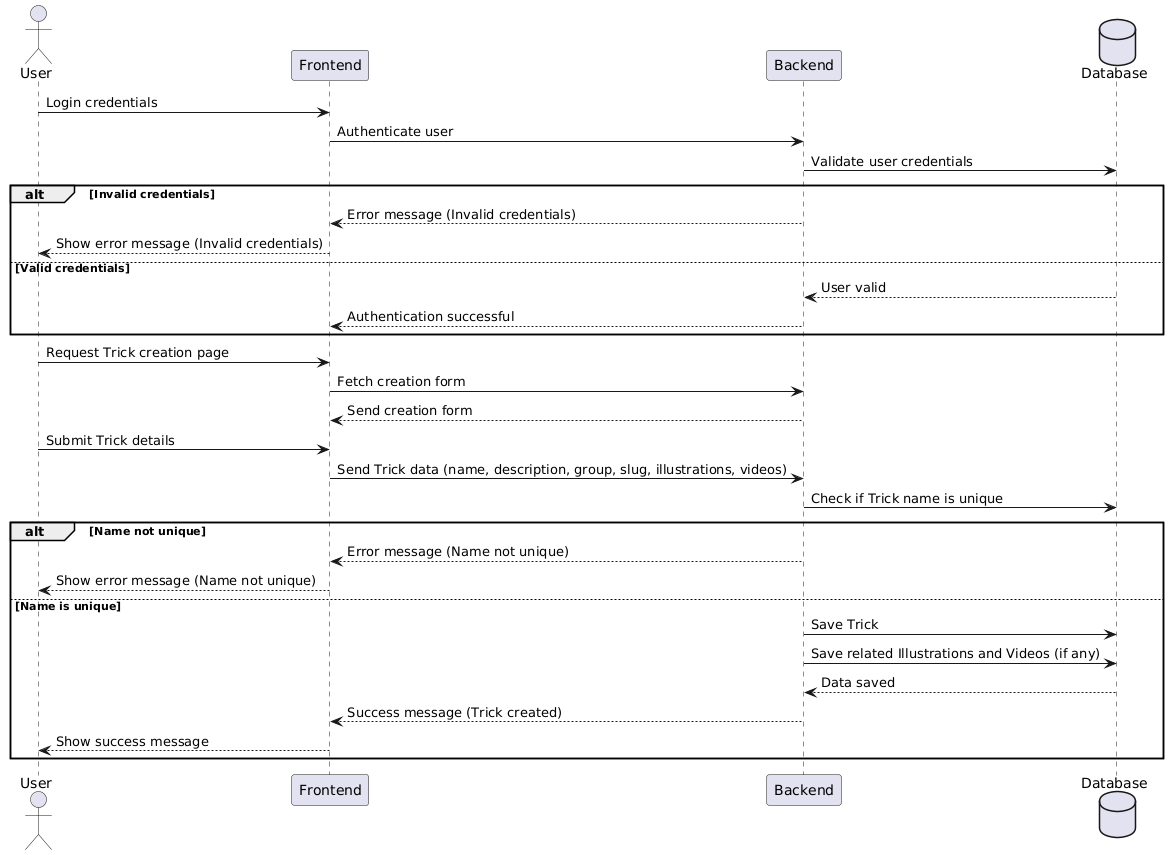 User
Frontend
Backend
Database
Login credentials
Authenticate user
Validate user credentials
alt [Invalid credentials]
Error message (Invalid credentials)
Show error message (Invalid credentials)
[Valid credentials]
User valid
Authentication successful
Request Trick creation page
Fetch creation form
Send creation form
Submit Trick details
Send Trick data (name, description, group, slug, illustrations, videos)
Check if Trick name is unique
alt [Name not unique]
Error message (Name not unique)
Show error message (Name not unique)
[Name is unique]
Save Trick
Save related Illustrations and Videos (if any)
Data saved
Success message (Trick created)
Show success message
User
Frontend
Backend
Database